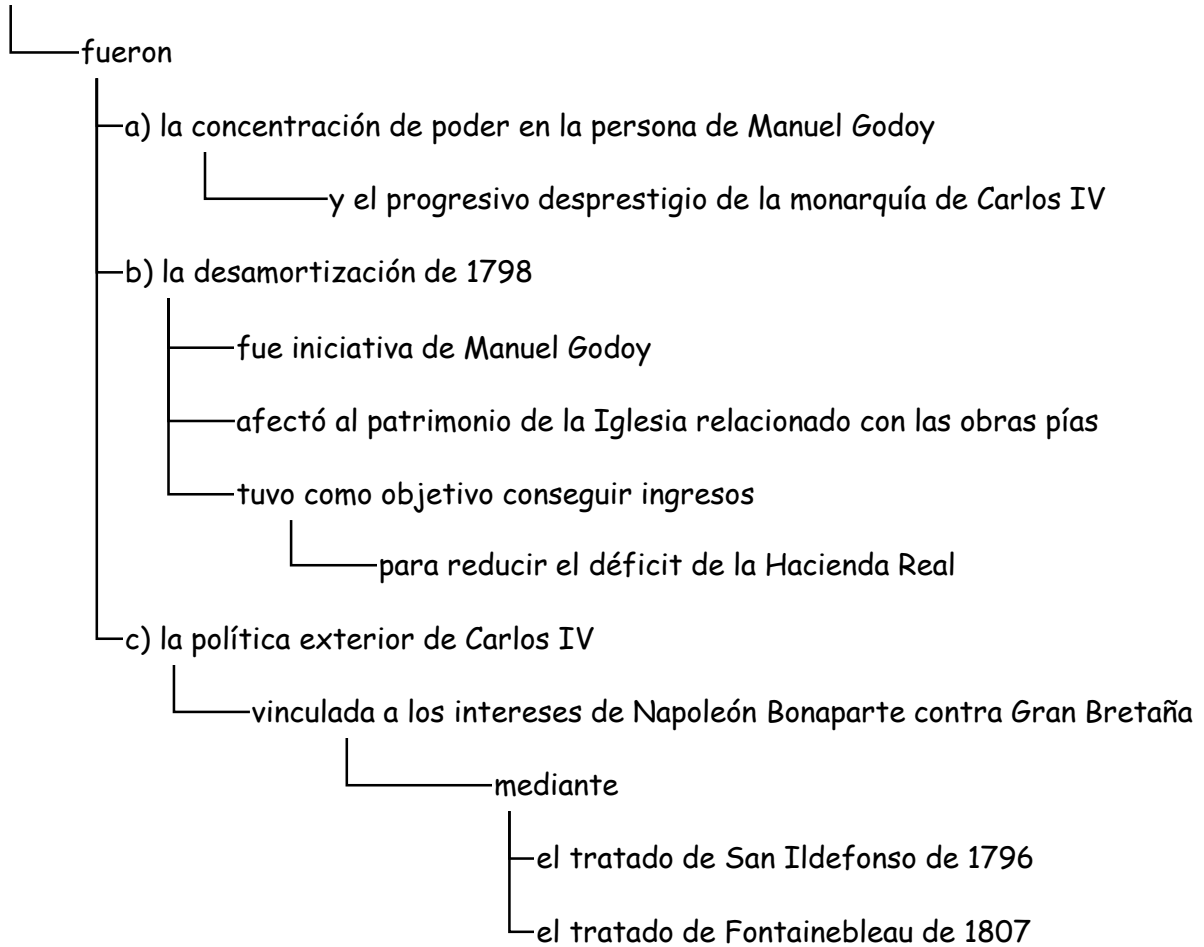 fueron
a) la concentración de poder en la persona de Manuel Godoy
y el progresivo desprestigio de la monarquía de Carlos IV
b) la desamortización de 1798
fue iniciativa de Manuel Godoy
afectó al patrimonio de la Iglesia relacionado con las obras pías
tuvo como objetivo conseguir ingresos
para reducir el déficit de la Hacienda Real
c) la política exterior de Carlos IV
vinculada a los intereses de Napoleón Bonaparte contra Gran Bretaña
mediante
el tratado de San Ildefonso de 1796
el tratado de Fontainebleau de 1807